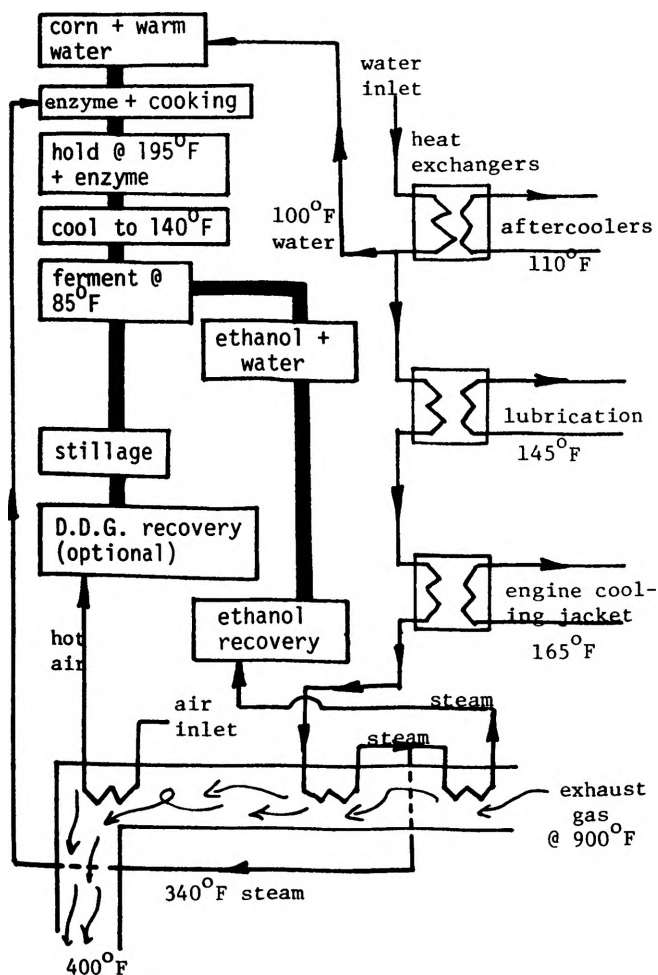 corn + warm
water
enzyme + cooking
hold @ 195°F
+ enzyme
cool to 140°F
ferment @
85°F
ethanol +
water
stillage
D.D.G. recovery
(optional)
ethanol
recovery
hot
air
air
inlet
water
inlet
heat
exchangers
100°F
water
aftercoolers
110°F
lubrication
145°F
engine cool-
ing jacket
165°F
steam
steam
exhaust
gas
@ 900°F
340°F steam
400°F